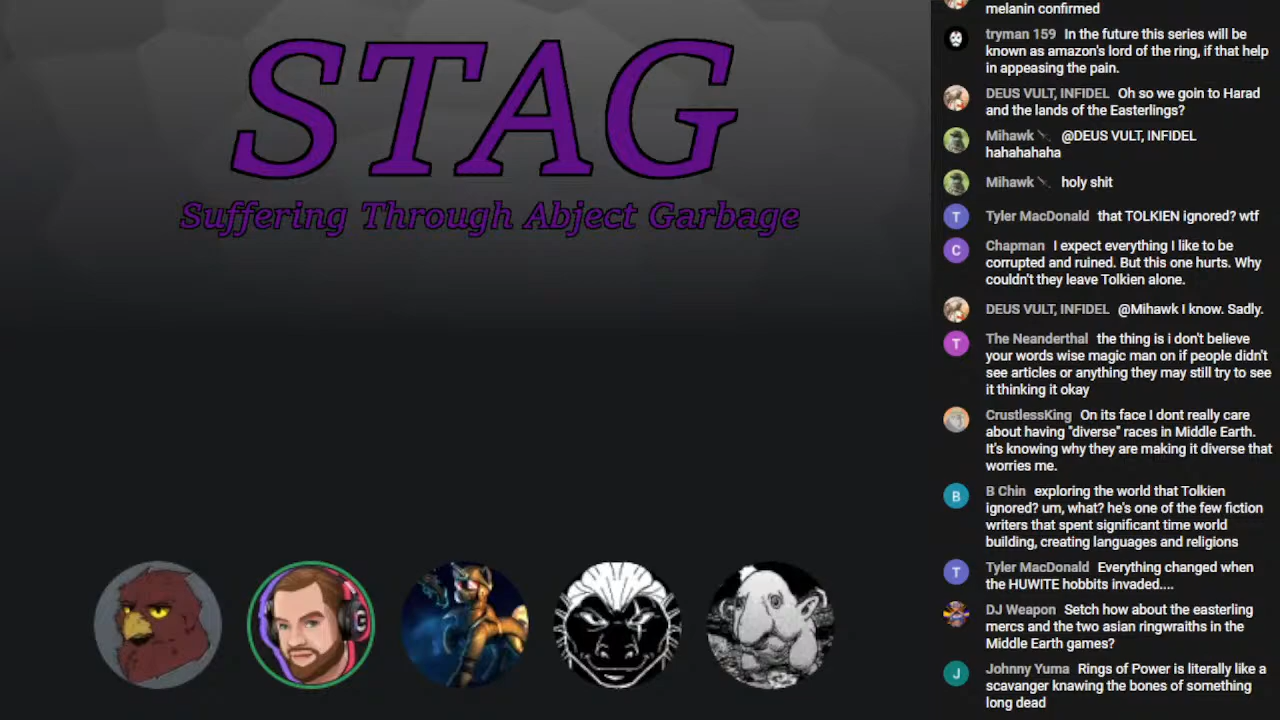 STAG
Suffering Through Abject Garbage
melanin confirmed
tryman 159 In the future this series will be
known as amazon's lord of the ring, if that help
in appeasing the pain.
DEUS VULT, INFIDEL Oh so we goin to Harad
and the lands of the Easterlings?
Mihawk @DEUS VULT, INFIDEL
hahahahaha
Mihawk holy shit
T
Tyler MacDonald that TOLKIEN ignored? wtf
C
Chapman I expect everything I like to be
corrupted and ruined. But this one hurts. Why
couldn't they leave Tolkien alone.
DEUS VULT, INFIDEL @Mihawk I know. Sadly.
T
The Neanderthal the thing is i don't believe
your words wise magic man on if people didn't
see articles or anything they may still try to see
it thinking it okay
CrustlessKing On its face I dont really care
about having "diverse" races in Middle Earth.
It's knowing why they are making it diverse that
worries me.
B
B Chin exploring the world that Tolkien
ignored? um, what? he's one of the few fiction
writers that spent significant time world
building, creating languages and religions
T
Tyler MacDonald Everything changed when
the HUWITE hobbits invaded....
DJ Weapon Setch how about the easterling
mercs and the two asian ringwraiths in the
Middle Earth games?
J
Johnny Yuma Rings of Power is literally like a
scavanger knawing the bones of something
long dead